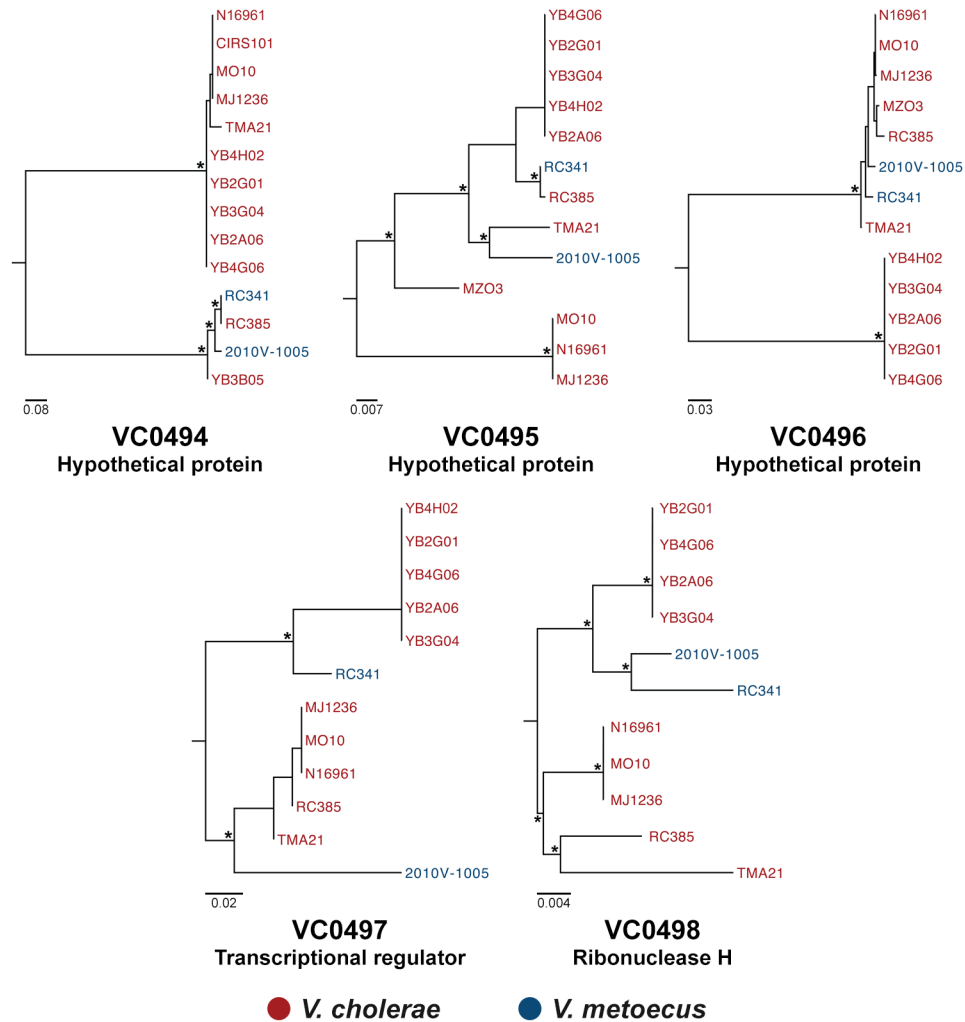 N16961
CIRS101
MO10
MJ1236
TMA21
YB4H02
YB2G01
YB3G04
YB2A06
YB4G06
RC341
RC385
2010V-1005
YB3B05
*
*
*
*
0.08
VC0494
Hypothetical protein
YB4G06
YB2G01
YB3G04
YB4H02
YB2A06
RC341
RC385
TMA21
2010V-1005
MZO3
MO10
N16961
MJ1236
*
*
*
*
*
0.007
VC0495
Hypothetical protein
N16961
MO10
MJ1236
MZO3
RC385
2010V-1005
RC341
TMA21
YB4H02
YB3G04
YB2A06
YB2G01
YB4G06
*
*
0.03
VC0496
Hypothetical protein
YB4H02
YB2G01
YB4G06
YB2A06
YB3G04
RC341
MJ1236
MO10
N16961
RC385
TMA21
2010V-1005
*
*
0.02
VC0497
Transcriptional regulator
YB2G01
YB4G06
YB2A06
YB3G04
2010V-1005
RC341
N16961
MO10
MJ1236
RC385
TMA21
*
*
*
*
*
*
0.004
VC0498
Ribonuclease H
V. cholerae
V. metoecus